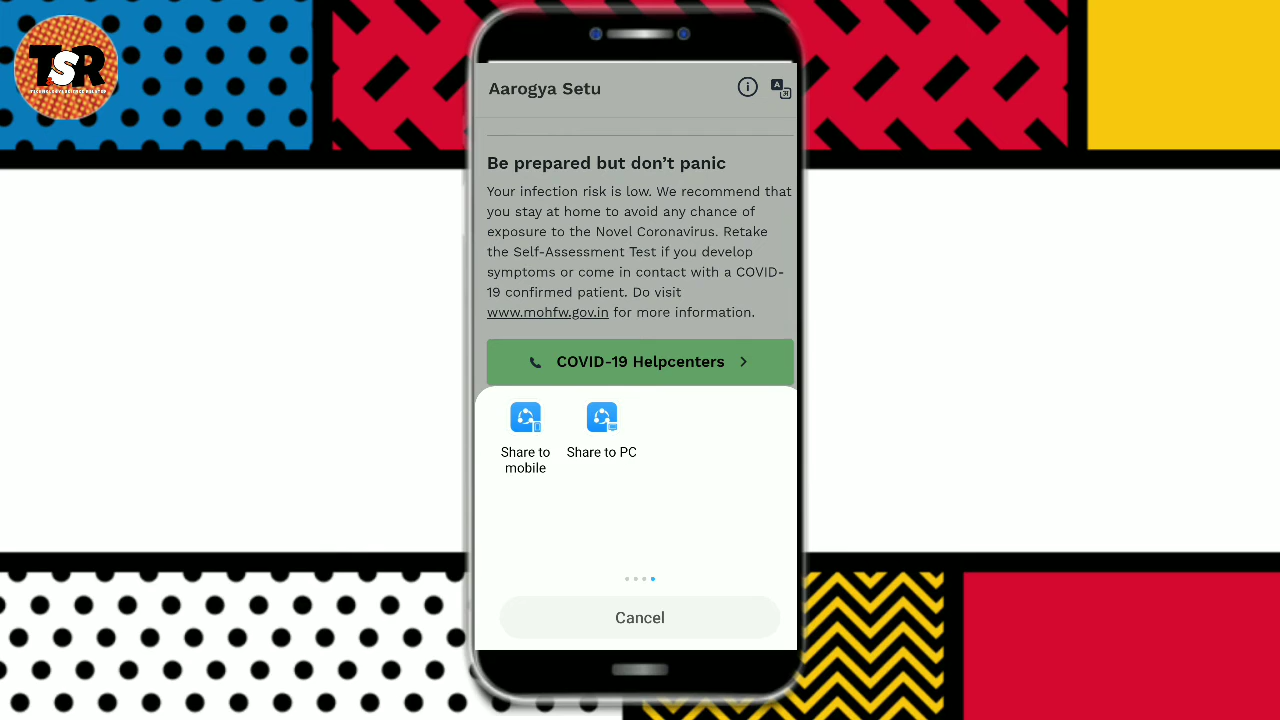 TSR
TECHNOLOGY & SCIENCE RELATED
Aarogya Setu
Be prepared but don’t panic
Your infection risk is low. We recommend that
you stay at home to avoid any chance of
exposure to the Novel Coronavirus. Retake
the Self-Assessment Test if you develop
symptoms or come in contact with a COVID-
19 confirmed patient. Do visit
www.mohfw.gov.in for more information.
COVID-19 Helpcenters
Share to
mobile
Share to PC
Cancel